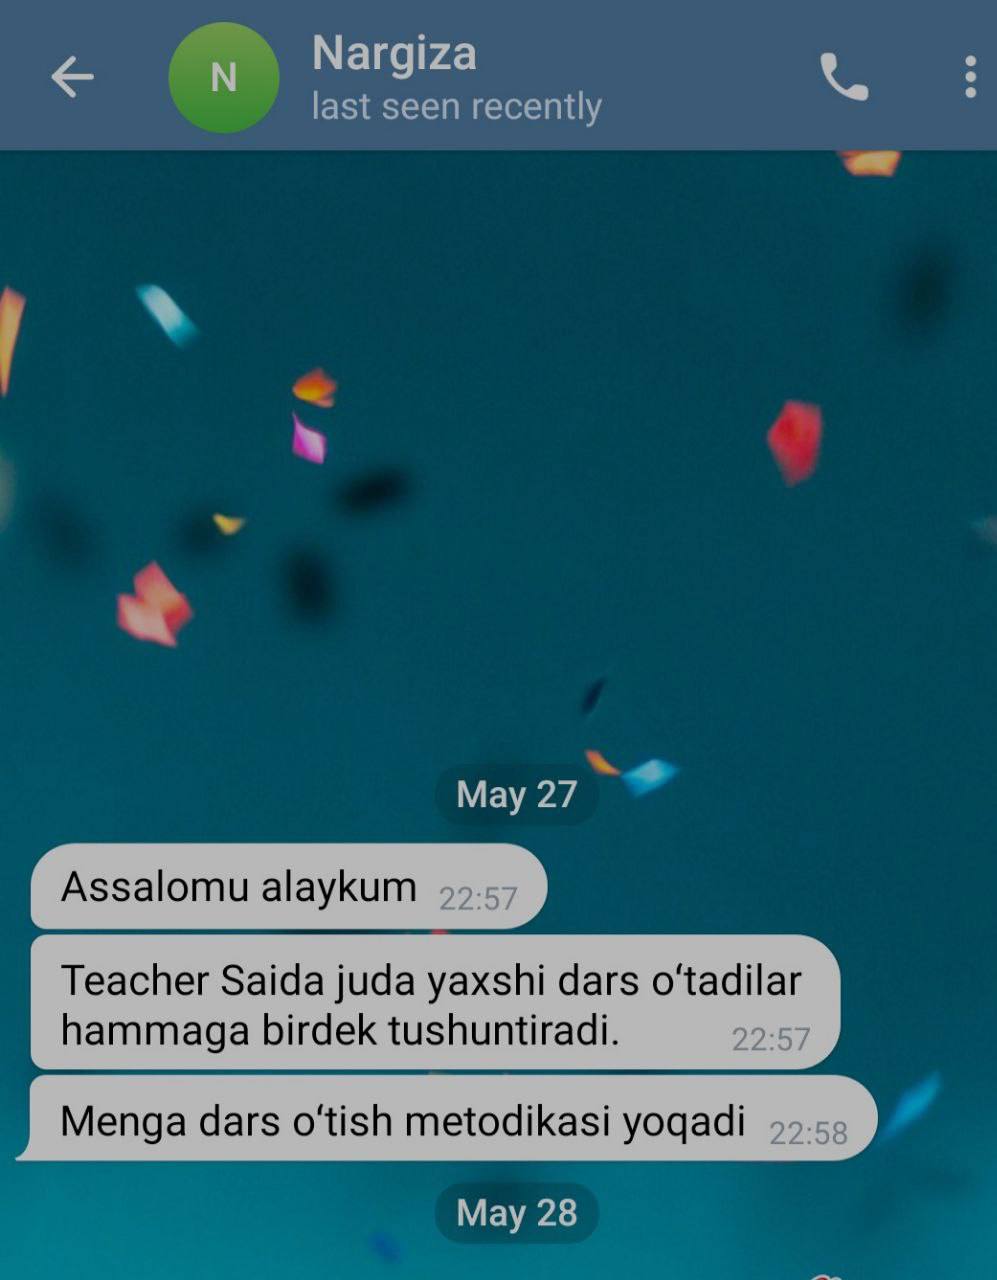 N
Nargiza
last seen recently
May 27
Assalomu alaykum 22:57
Teacher Saida juda yaxshi dars o‘tadilar
hammaga birdek tushuntiradi. 22:57
Menga dars o‘tish metodikasi yoqadi 22:58
May 28